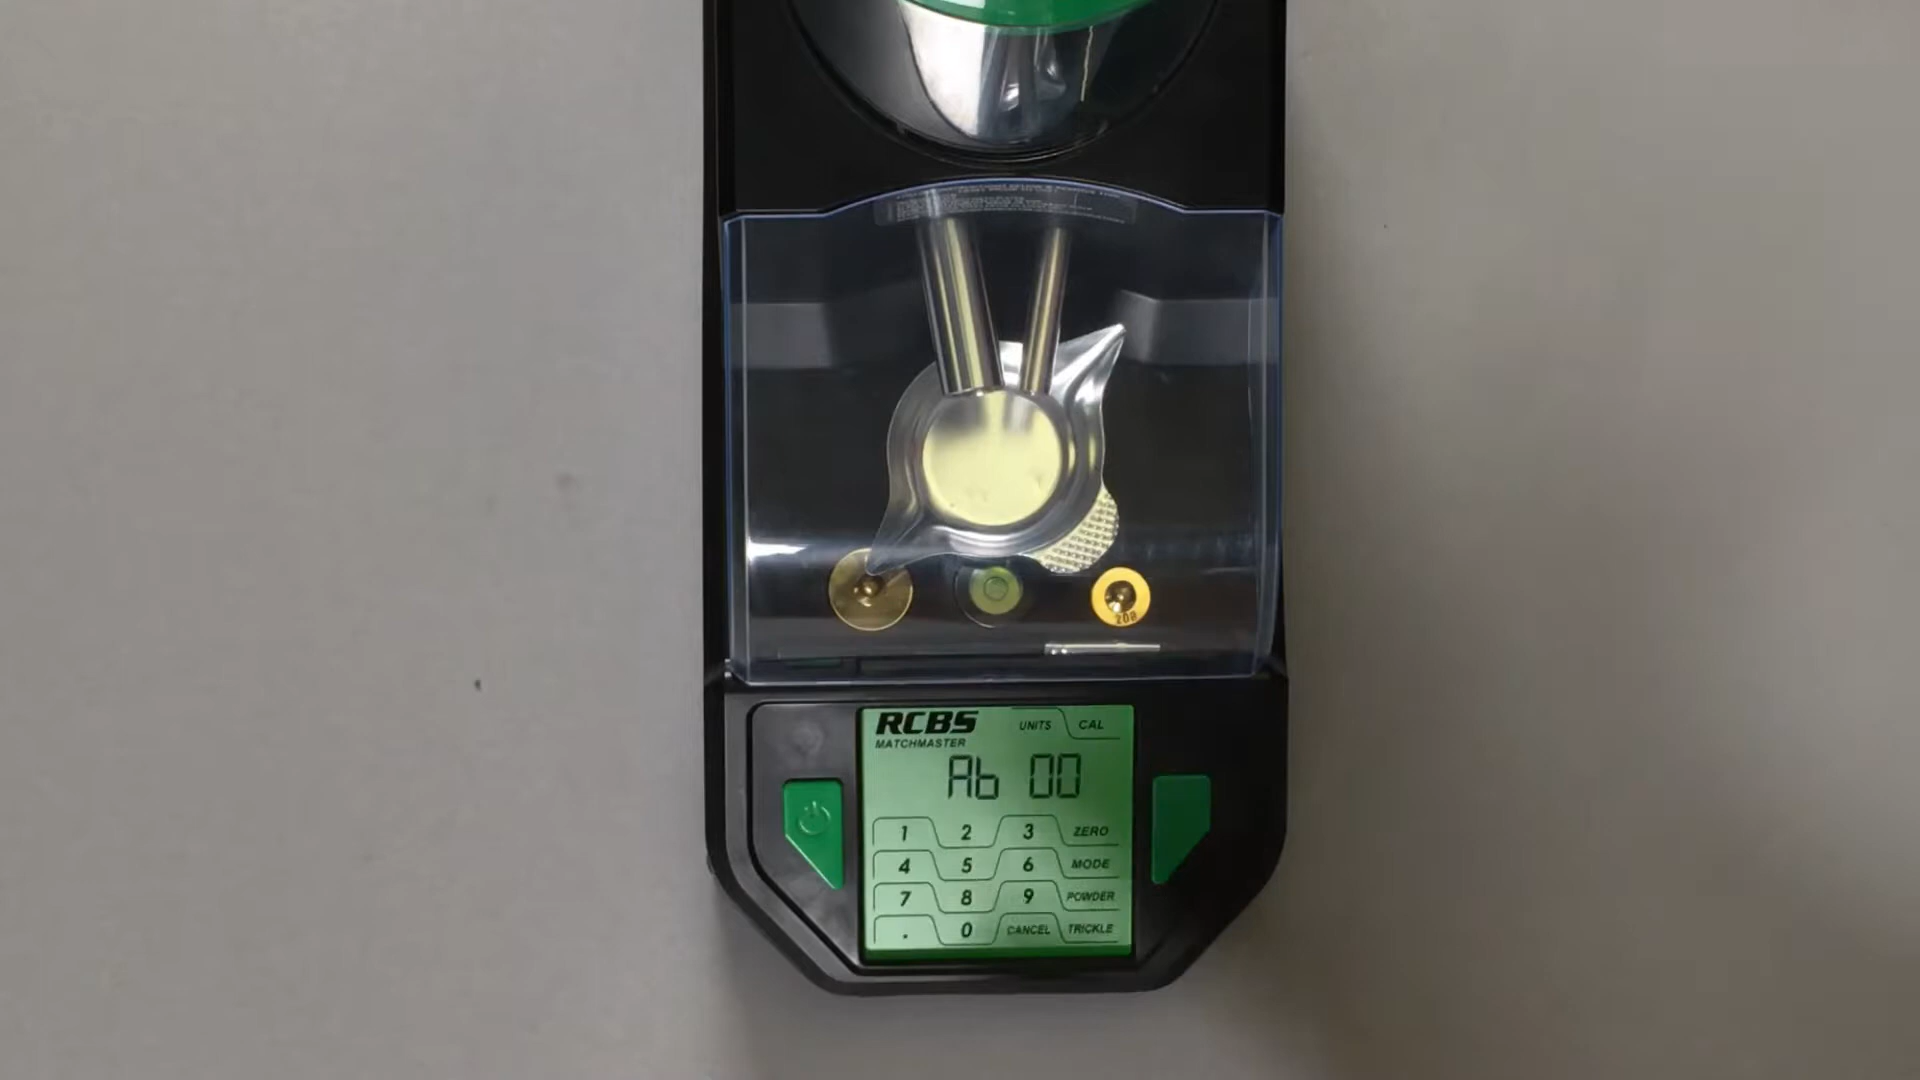 20g
RCBS
MATCHMASTER
UNITS CAL
Ab 00
1 2 3 ZERO
4 5 6 MODE
7 8 9 POWDER
. 0 CANCEL TRICKLE